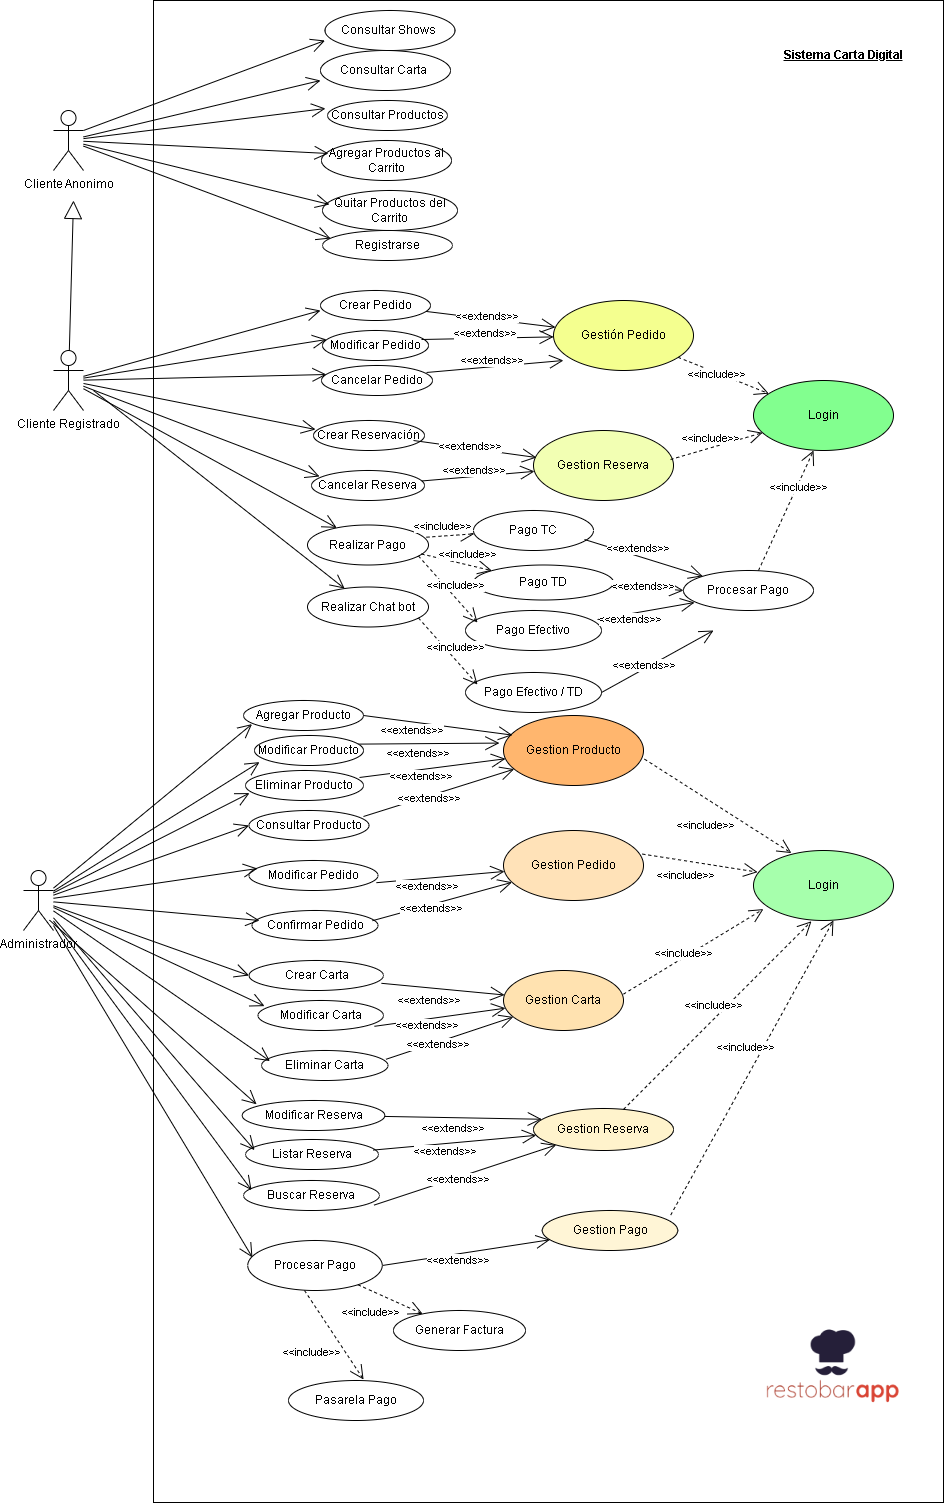 Sistema Carta Digital
Consultar Shows
Consultar Carta
Consultar Productos
Agregar Productos al
Carrito
Quitar Productos del
Carrito
Registrarse
Cliente Anonimo
Crear Pedido
<<extends>>
Modificar Pedido
<<extends>>
Cancelar Pedido
<<extends>>
Gestión Pedido
<<include>>
Login
Cliente Registrado
Crear Reservación
<<extends>>
Cancelar Reserva
<<extends>>
Gestion Reserva
<<include>>
<<include>>
Realizar Pago
<<include>>
<<include>>
<<include>>
Pago TC
<<extends>>
Pago TD
<<extends>>
Pago Efectivo
<<extends>>
Procesar Pago
Realizar Chat bot
<<include>>
Pago Efectivo / TD
<<extends>>
Agregar Producto
<<extends>>
Modificar Producto
<<extends>>
Eliminar Producto
<<extends>>
Consultar Producto
<<extends>>
Gestion Producto
<<include>>
Modificar Pedido
<<extends>>
Confirmar Pedido
<<extends>>
Gestion Pedido
<<include>>
Login
Administrador
Crear Carta
<<extends>>
Modificar Carta
<<extends>>
Eliminar Carta
<<extends>>
Gestion Carta
<<include>>
<<include>>
<<include>>
Modificar Reserva
<<extends>>
Listar Reserva
<<extends>>
Buscar Reserva
<<extends>>
Gestion Reserva
Gestion Pago
Procesar Pago
<<extends>>
<<include>>
Generar Factura
<<include>>
Pasarela Pago
restobarapp